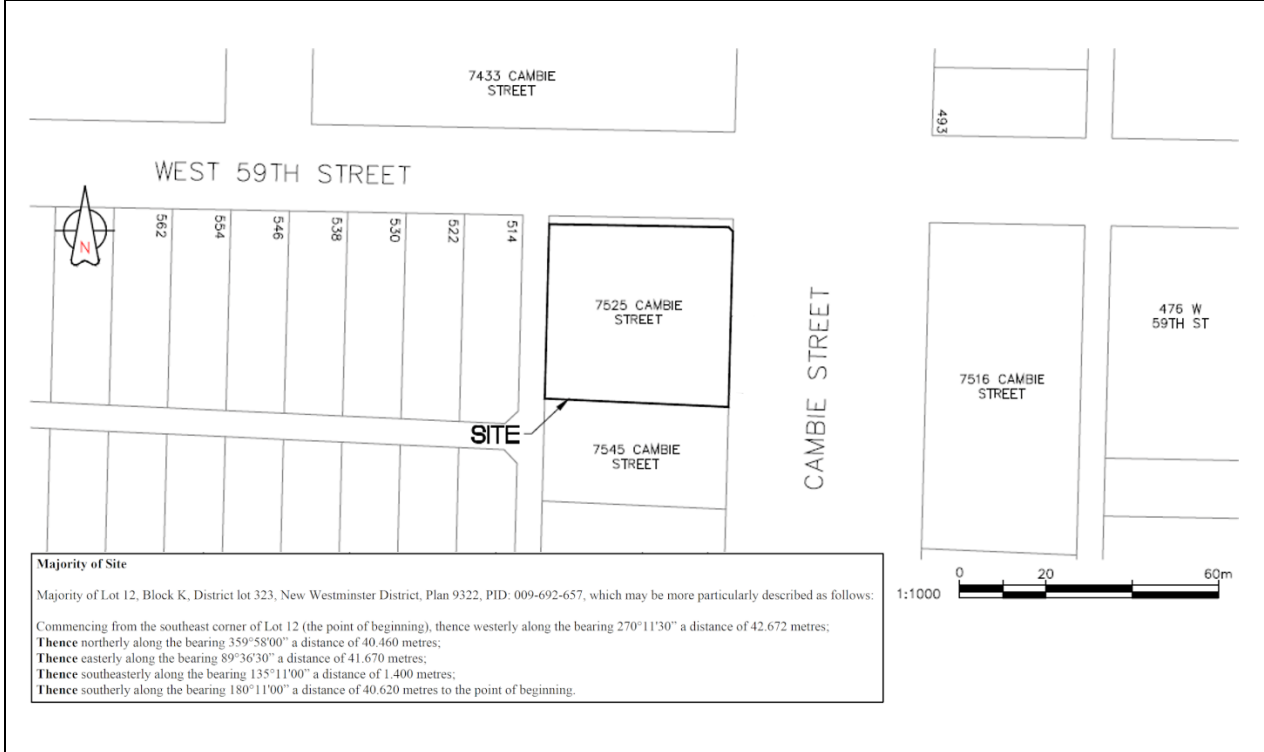 7433 CAMBIE
STREET
493
WEST 59TH STREET
N
562
554
546
538
530
522
514
7525 CAMBIE
STREET
CAMBIE STREET
476 W
59TH ST
7516 CAMBIE
STREET
SITE
7545 CAMBIE
STREET
Majority of Site
Majority of Lot 12, Block K, District lot 323, New Westminster District, Plan 9322, PID: 009-692-657, which may be more particularly described as follows:
Commencing from the southeast corner of Lot 12 (the point of beginning), thence westerly along the bearing 270°11'30” a distance of 42.672 metres;
Thence northerly along the bearing 359°58'00” a distance of 40.460 metres;
Thence easterly along the bearing 89°36'30” a distance of 41.670 metres;
Thence southeasterly along the bearing 135°11'00” a distance of 1.400 metres;
Thence southerly along the bearing 180°11'00” a distance of 40.620 metres to the point of beginning.
1:1000
0 20 60m